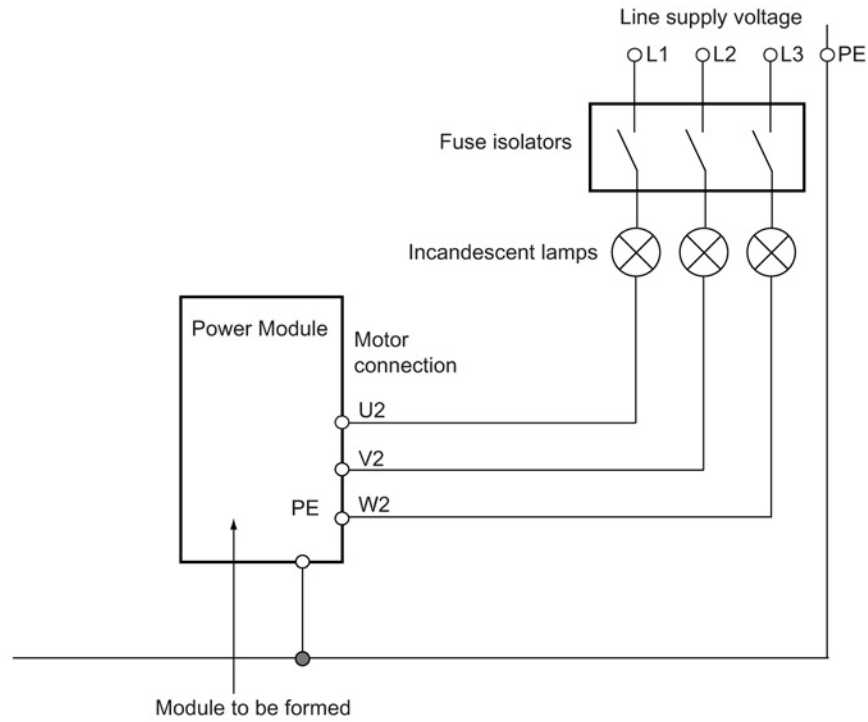 Line supply voltage
L1
L2
L3
PE
Fuse isolators
Incandescent lamps
Power Module
Motor
connection
U2
V2
PE
W2
Module to be formed